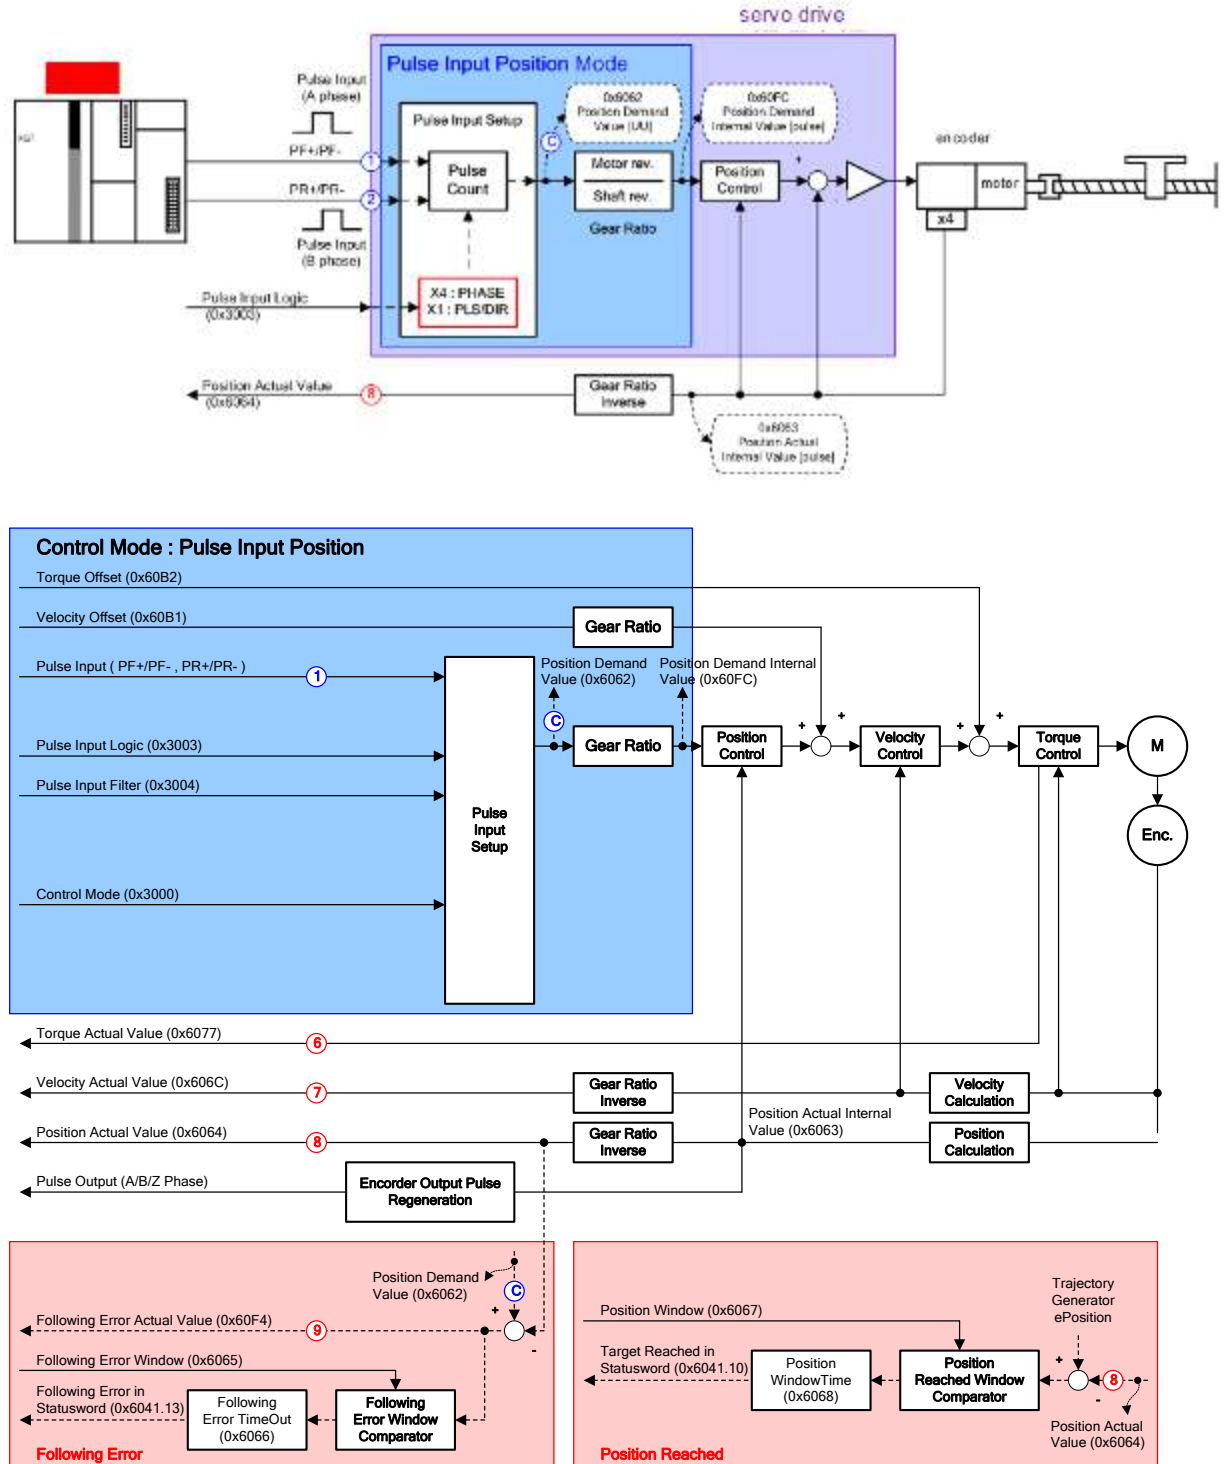 servo drive
Pulse Input Position Mode
Pulse Input
(A phase)
PF+/PF-
1
PR+/PR-
2
Pulse Input
(B phase)
Pulse Input Setup
Pulse
Count
X4 : PHASE
X1 : PLS/DIR
Pulse Input Logic
(0x3003)
C
0x6062
Position Demand
Value [UU]
0x60FC
Position Demand
Internal Value [pulse]
Motor rev.
Shaft rev.
Gear Ratio
Position
Control
+
-
encoder
motor
x4
Position Actual Value
(0x6064)
8
Gear Ratio
Inverse
0x6063
Position Actual
Internal Value [pulse]
Control Mode : Pulse Input Position
Torque Offset (0x60B2)
Velocity Offset (0x60B1)
Gear Ratio
Pulse Input ( PF+/PF- , PR+/PR- )
1
Position Demand
Value (0x6062)
Position Demand Internal
Value (0x60FC)
C
Pulse Input Logic (0x3003)
Pulse Input Filter (0x3004)
Control Mode (0x3000)
Pulse
Input
Setup
Gear Ratio
Position
Control
+
+
Velocity
Control
+
+
Torque
Control
M
Enc.
Torque Actual Value (0x6077)
6
Velocity Actual Value (0x606C)
7
Gear Ratio
Inverse
Velocity
Calculation
Position Actual Value (0x6064)
8
Gear Ratio
Inverse
Position Actual Internal
Value (0x6063)
Position
Calculation
Pulse Output (A/B/Z Phase)
Encorder Output Pulse
Regeneration
Position Demand
Value (0x6062)
C
+
-
Following Error Actual Value (0x60F4)
9
Following Error Window (0x6065)
Following Error in
Statusword (0x6041.13)
Following
Error TimeOut
(0x6066)
Following
Error Window
Comparator
Following Error
Trajectory
Generator
ePosition
Position Window (0x6067)
Target Reached in
Statusword (0x6041.10)
Position
WindowTime
(0x6068)
Position
Reached Window
Comparator
+
-
8
Position Actual
Value (0x6064)
Position Reached